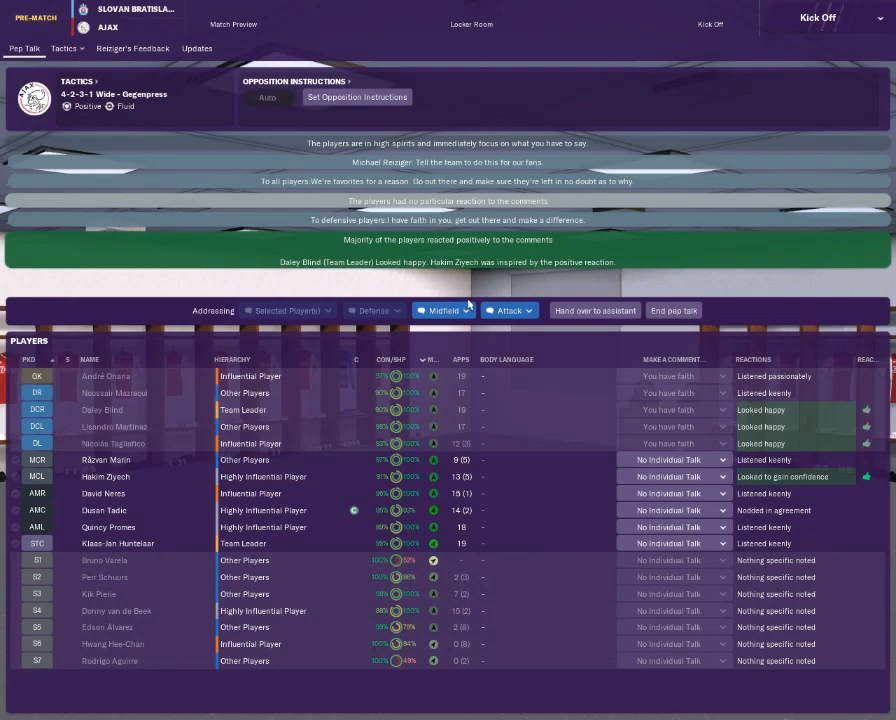 PRE-MATCH
SLOVAN BRATISLA...
AJAX
Match Preview
Locker Room
Kick Off
Kick Off
Pep Talk Tactics Reiziger's Feedback Updates
TACTICS
4-2-3-1 Wide - Gegenpress
Positive Fluid
OPPOSITION INSTRUCTIONS
Auto Set Opposition Instructions
The players are in high spirits and immediately focus on what you have to say.
Michael Reiziger: Tell the team to do this for our fans.
To all players:We're favorites for a reason. Go out there and make sure they're left in no doubt as to why.
The players had no particular reaction to the comments
To defensive players:I have faith in you, get out there and make a difference.
Majority of the players reacted positively to the comments
Daley Blind (Team Leader) Looked happy. Hakim Ziyech was inspired by the positive reaction.
Addressing Selected Player(s) Defense Midfield Attack Hand over to assistant End pep talk
PLAYERS
PKD S NAME HIERARCHY C CON/SHP M... APPS BODY LANGUAGE MAKE A COMMENT... REACTIONS REAC...
GK André Onana Influential Player 97% 100% 19 - You have faith Listened passionately
DR Noussair Mazraoui Other Players 90% 100% 17 - You have faith Listened keenly
DCR Daley Blind Team Leader 90% 100% 19 - You have faith Looked happy
DCL Lisandro Martínez Other Players 100% 17 - You have faith Looked happy
DL Nicolás Tagliafico Influential Player 100% 12 (3) - You have faith Looked happy
MCR Răzvan Marin Other Players 97% 100% 9 (5) - No Individual Talk Listened keenly
MCL Hakim Ziyech Highly Influential Player 91% 100% 13 (5) - No Individual Talk Looked to gain confidence
AMR David Neres Influential Player 96% 100% 15 (1) - No Individual Talk Listened keenly
AMC Dusan Tadic C Highly Influential Player 93% 14 (2) - No Individual Talk Nodded in agreement
AML Quincy Promes Highly Influential Player 89% 100% 18 - No Individual Talk Listened keenly
STC Klaas-Jan Huntelaar Team Leader 100% 19 - No Individual Talk Listened keenly
S1 Bruno Varela Other Players 100% - - No Individual Talk Nothing specific noted
S2 Perr Schuurs Other Players 100% 2 (3) - No Individual Talk Nothing specific noted
S3 Kik Pierie Other Players 98% 100% 7 (2) - No Individual Talk Nothing specific noted
S4 Donny van de Beek Highly Influential Player 100% 15 (2) - No Individual Talk Nothing specific noted
S5 Edson Álvarez Other Players 79% 2 (8) - No Individual Talk Nothing specific noted
S6 Hwang Hee-Chan Influential Player 100% 84% 0 (8) - No Individual Talk Nothing specific noted
S7 Rodrigo Aguirre Other Players 100% 49% 0 (2) - No Individual Talk Nothing specific noted